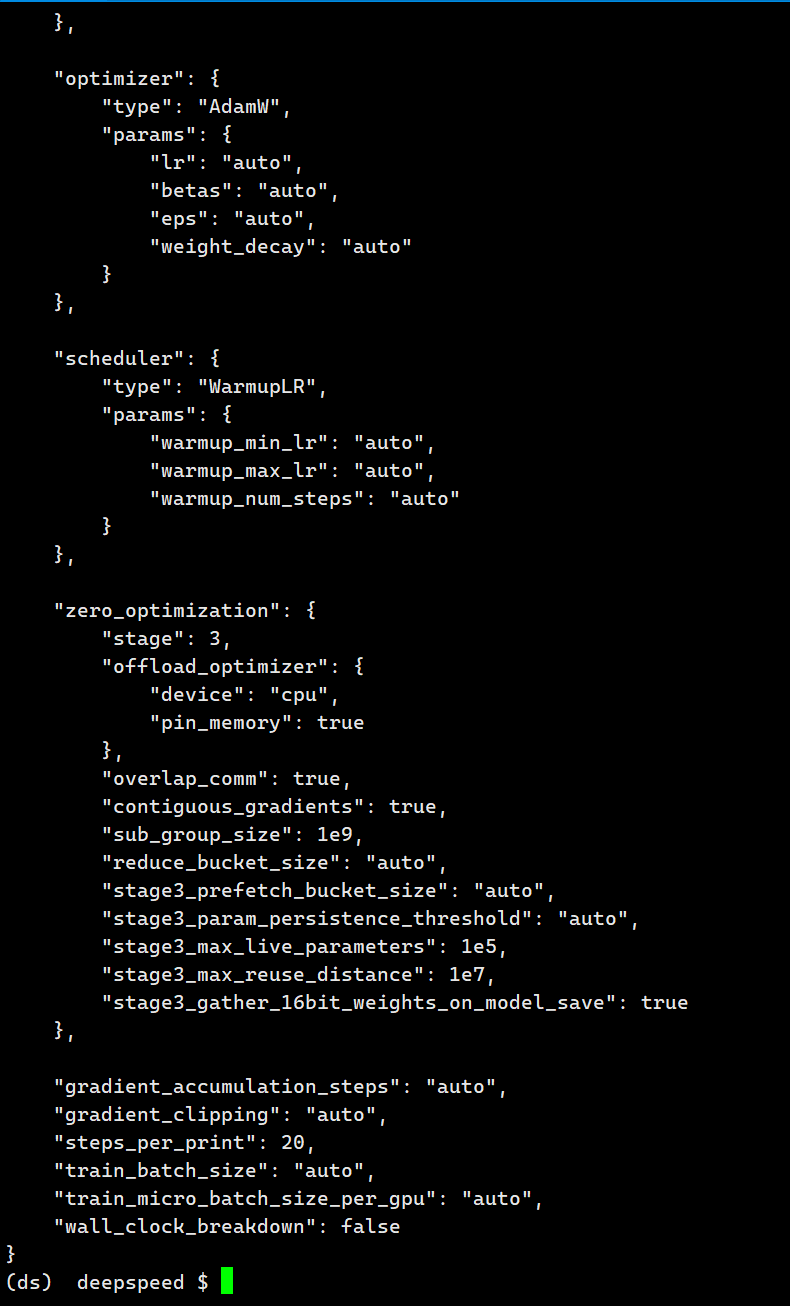 },
"optimizer": {
"type": "AdamW",
"params": {
"lr": "auto",
"betas": "auto",
"eps": "auto",
"weight_decay": "auto"
}
},
"scheduler": {
"type": "WarmupLR",
"params": {
"warmup_min_lr": "auto",
"warmup_max_lr": "auto",
"warmup_num_steps": "auto"
}
},
"zero_optimization": {
"stage": 3,
"offload_optimizer": {
"device": "cpu",
"pin_memory": true
},
"overlap_comm": true,
"contiguous_gradients": true,
"sub_group_size": 1e9,
"reduce_bucket_size": "auto",
"stage3_prefetch_bucket_size": "auto",
"stage3_param_persistence_threshold": "auto",
"stage3_max_live_parameters": 1e5,
"stage3_max_reuse_distance": 1e7,
"stage3_gather_16bit_weights_on_model_save": true
},
"gradient_accumulation_steps": "auto",
"gradient_clipping": "auto",
"steps_per_print": 20,
"train_batch_size": "auto",
"train_micro_batch_size_per_gpu": "auto",
"wall_clock_breakdown": false
}
(ds)  deepspeed $